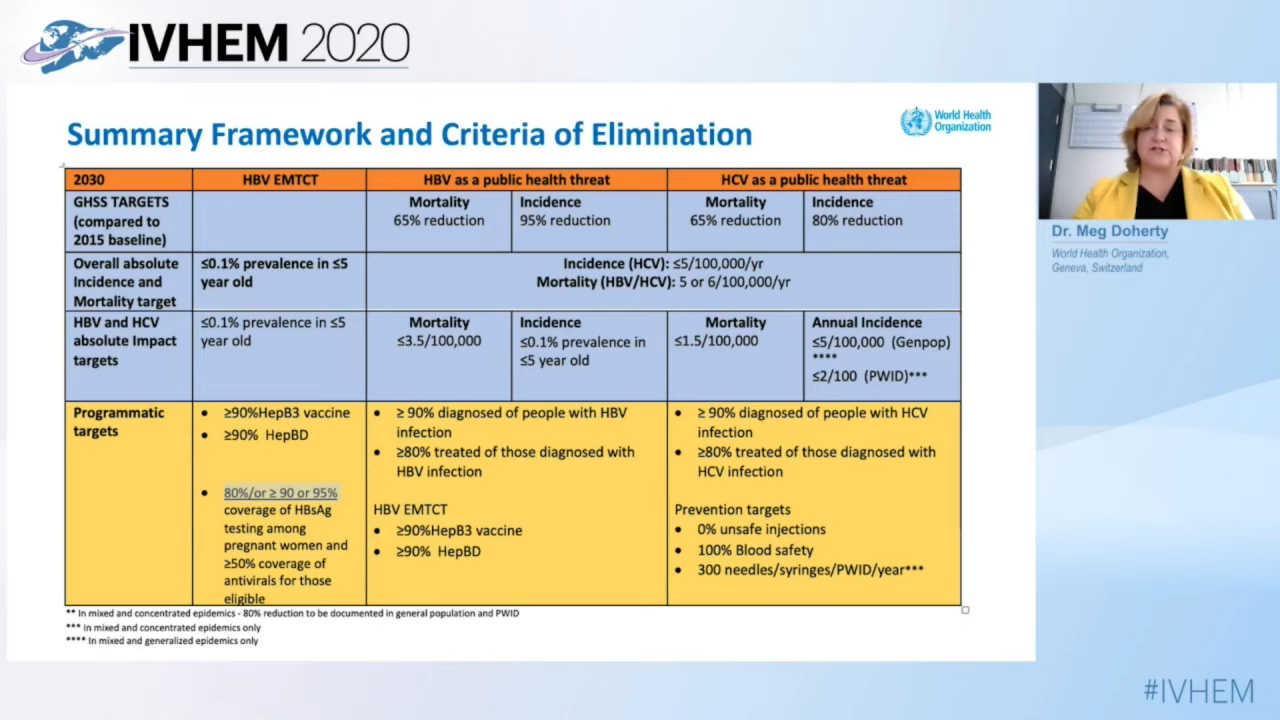 IVHEM 2020
Summary Framework and Criteria of Elimination
World Health
Organization
2030
HBV EMTCT
HBV as a public health threat
HCV as a public health threat
GHSS TARGETS
(compared to
2015 baseline)
Mortality
65% reduction
Incidence
95% reduction
Mortality
65% reduction
Incidence
80% reduction
Overall absolute
Incidence and
Mortality target
≤0.1% prevalence in ≤5
year old
Incidence (HCV): ≤5/100,000/yr
Mortality (HBV/HCV): 5 or 6/100,000/yr
HBV and HCV
absolute Impact
targets
≤0.1% prevalence in ≤5
year old
Mortality
≤3.5/100,000
Incidence
≤0.1% prevalence in
≤5 year old
Mortality
≤1.5/100,000
Annual Incidence
≤5/100,000 (Genpop)
****
≤2/100 (PWID)***
Programmatic
targets
• ≥90%HepB3 vaccine
• ≥90% HepBD
• 80%/or ≥ 90 or 95%
coverage of HBsAg
testing among
pregnant women and
≥50% coverage of
antivirals for those
eligible
• ≥ 90% diagnosed of people with HBV
infection
• ≥80% treated of those diagnosed with
HBV infection
HBV EMTCT
• ≥90%HepB3 vaccine
• ≥90% HepBD
• ≥ 90% diagnosed of people with HCV
infection
• ≥80% treated of those diagnosed with
HCV infection
Prevention targets
• 0% unsafe injections
• 100% Blood safety
• 300 needles/syringes/PWID/year***
** In mixed and concentrated epidemics - 80% reduction to be documented in general population and PWID
*** In mixed and concentrated epidemics only
**** In mixed and generalized epidemics only
Dr. Meg Doherty
World Health Organization,
Geneva, Switzerland
#IVHEM